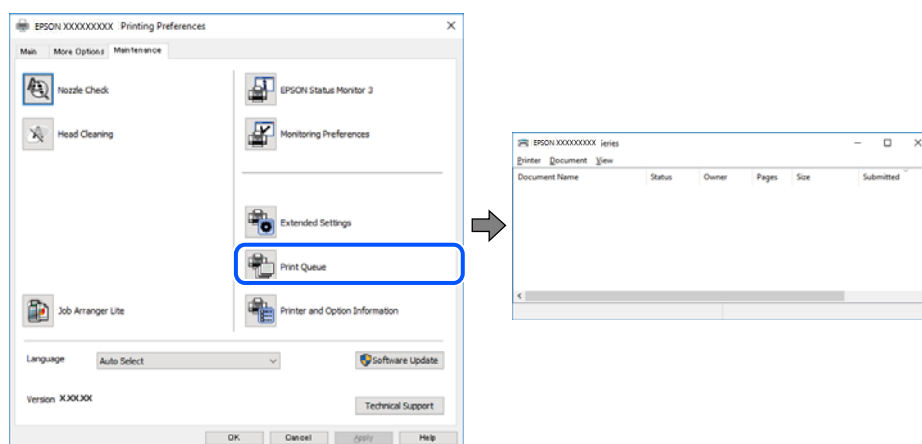 EPSON XXXXXXXXX Printing Preferences
Main More Options Maintenance
Nozzle Check
EPSON Status Monitor 3
Head Cleaning
Monitoring Preferences
Extended Settings
Print Queue
Job Arranger Lite
Printer and Option Information
Language Auto Select Software Update
Version X.XX.XX
Technical Support
OK Cancel Apply Help
EPSON XXXXXXXXX ieries
Printer Document View
Document Name Status Owner Pages Size Submitted